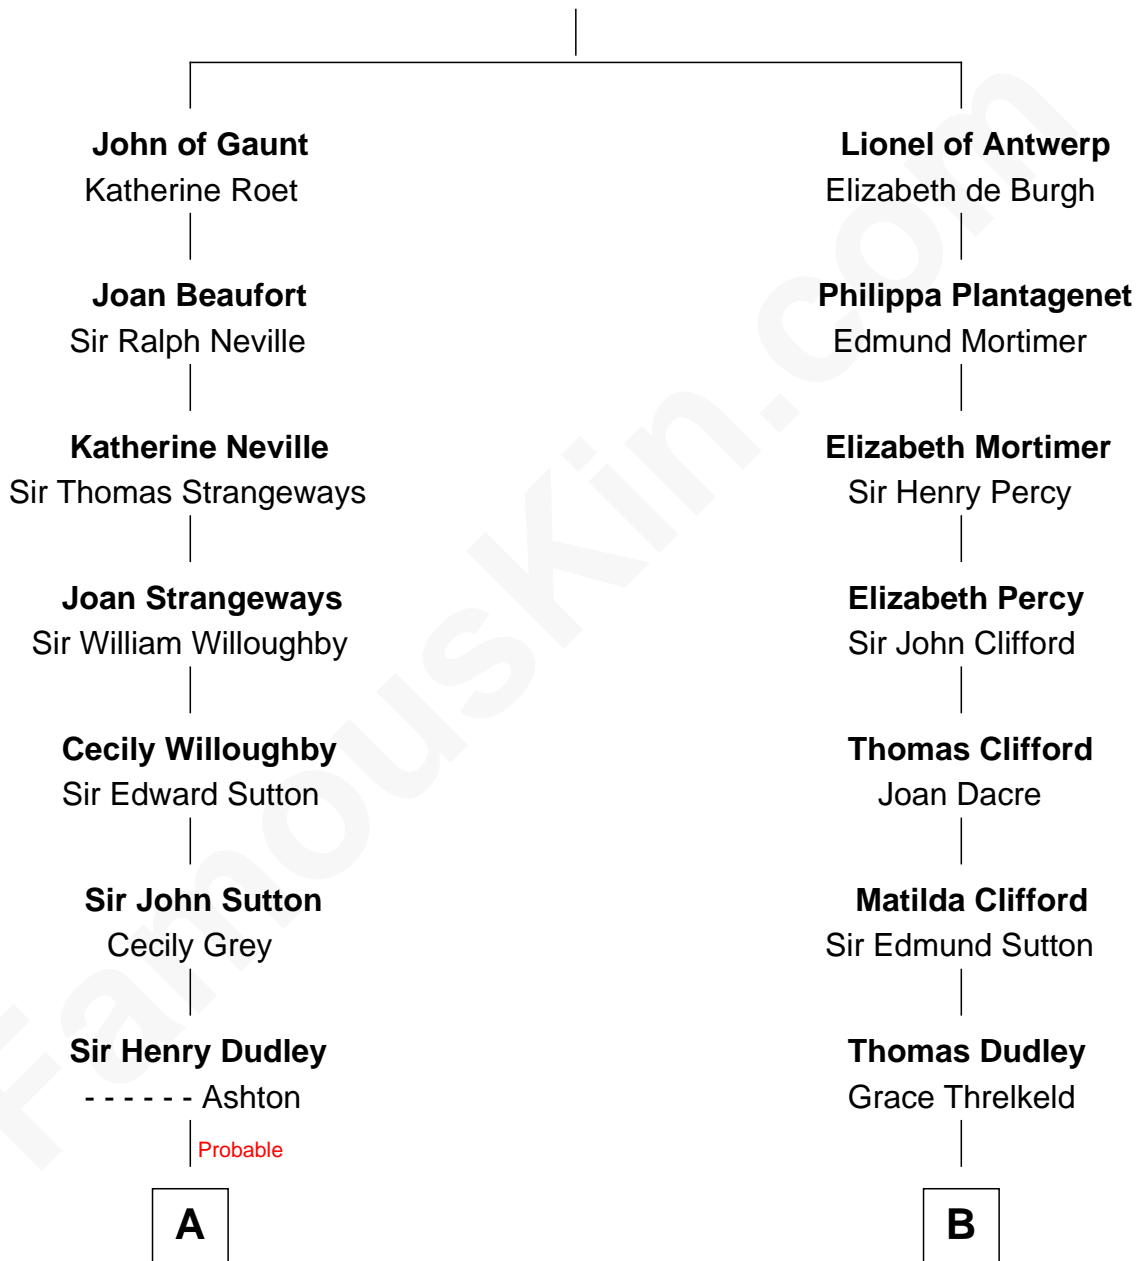 John of Gaunt
Katherine Roet
Joan Beaufort
Sir Ralph Neville
Katherine Neville
Sir Thomas Strangeways
Joan Strangeways
Sir William Willoughby
Cecily Willoughby
Sir Edward Sutton
Sir John Sutton
Cecily Grey
Sir Henry Dudley
- - - - - - Ashton
Probable
A
Lionel of Antwerp
Elizabeth de Burgh
Philippa Plantagenet
Edmund Mortimer
Elizabeth Mortimer
Sir Henry Percy
Elizabeth Percy
Sir John Clifford
Thomas Clifford
Joan Dacre
Matilda Clifford
Sir Edmund Sutton
Thomas Dudley
Grace Threlkeld
B
FamousKin.com